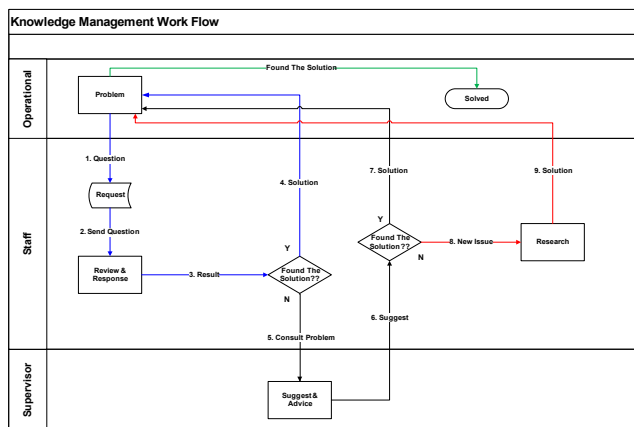 Knowledge Management Work Flow
Operational
Found The Solution
Problem
Solved
1. Question
4. Solution
7. Solution
9. Solution
Staff
Request
2. Send Question
Y
Found The
Solution??
N
8. New Issue
Research
Review &
Response
3. Result
Y
Found The
Solution??
N
6. Suggest
5. Consult Problem
Supervisor
Suggest &
Advice